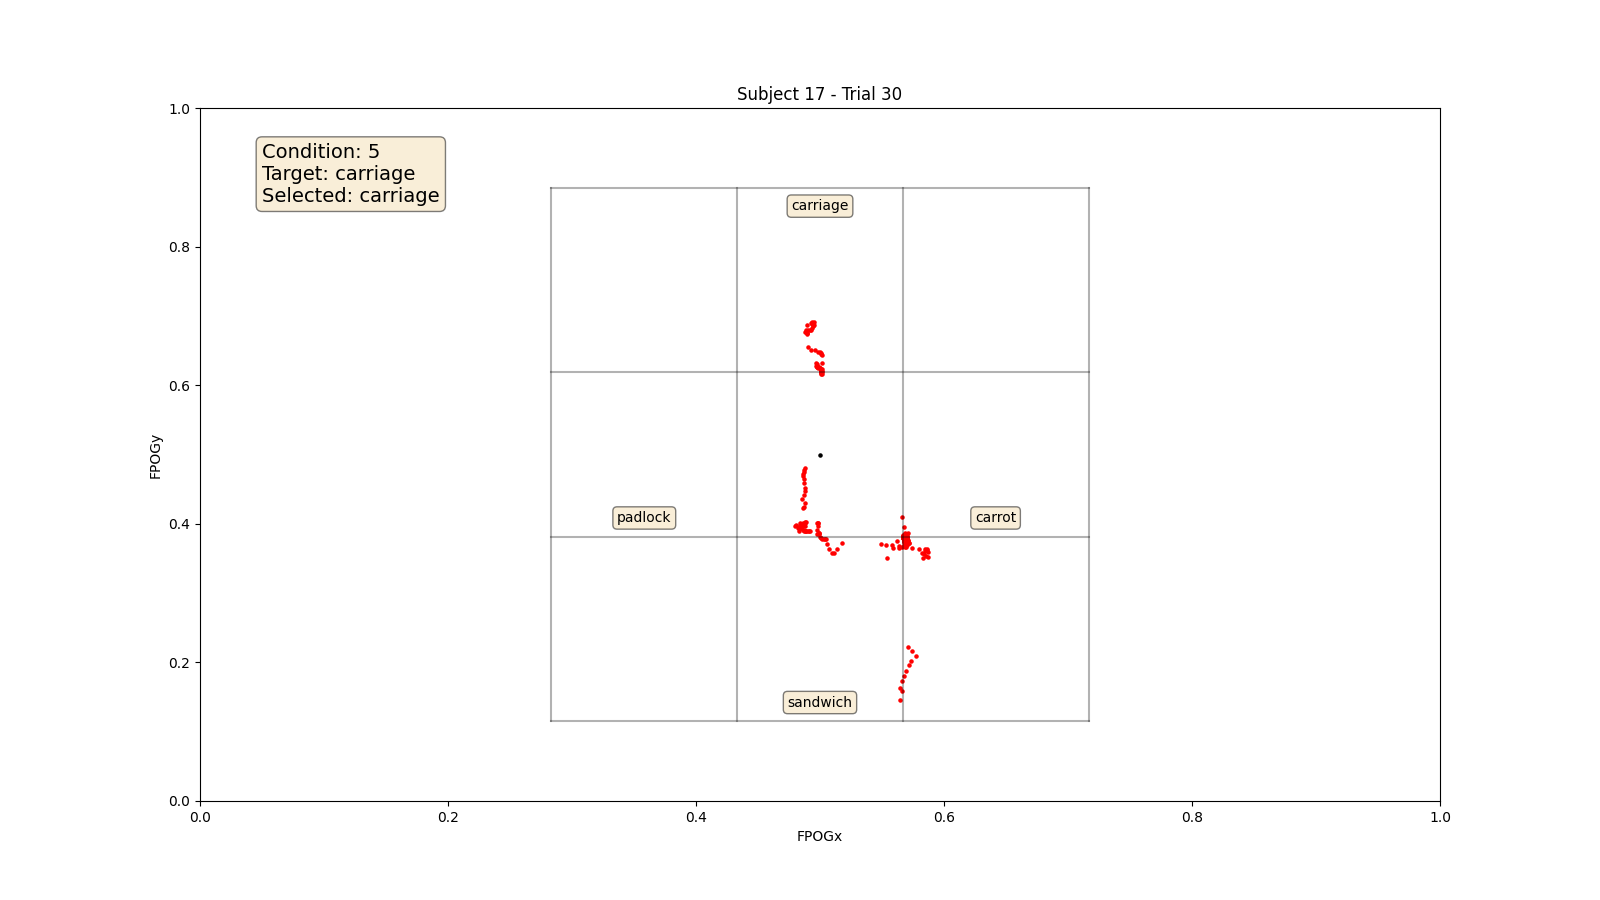 Subject 17 - Trial 30
1.0
Condition: 5
Target: carriage
Selected: carriage
carriage
0.8
0.6
FPOGy
padlock
carrot
0.4
0.2
sandwich
0.0
0.0 0.2 0.4 0.6 0.8 1.0
FPOGx